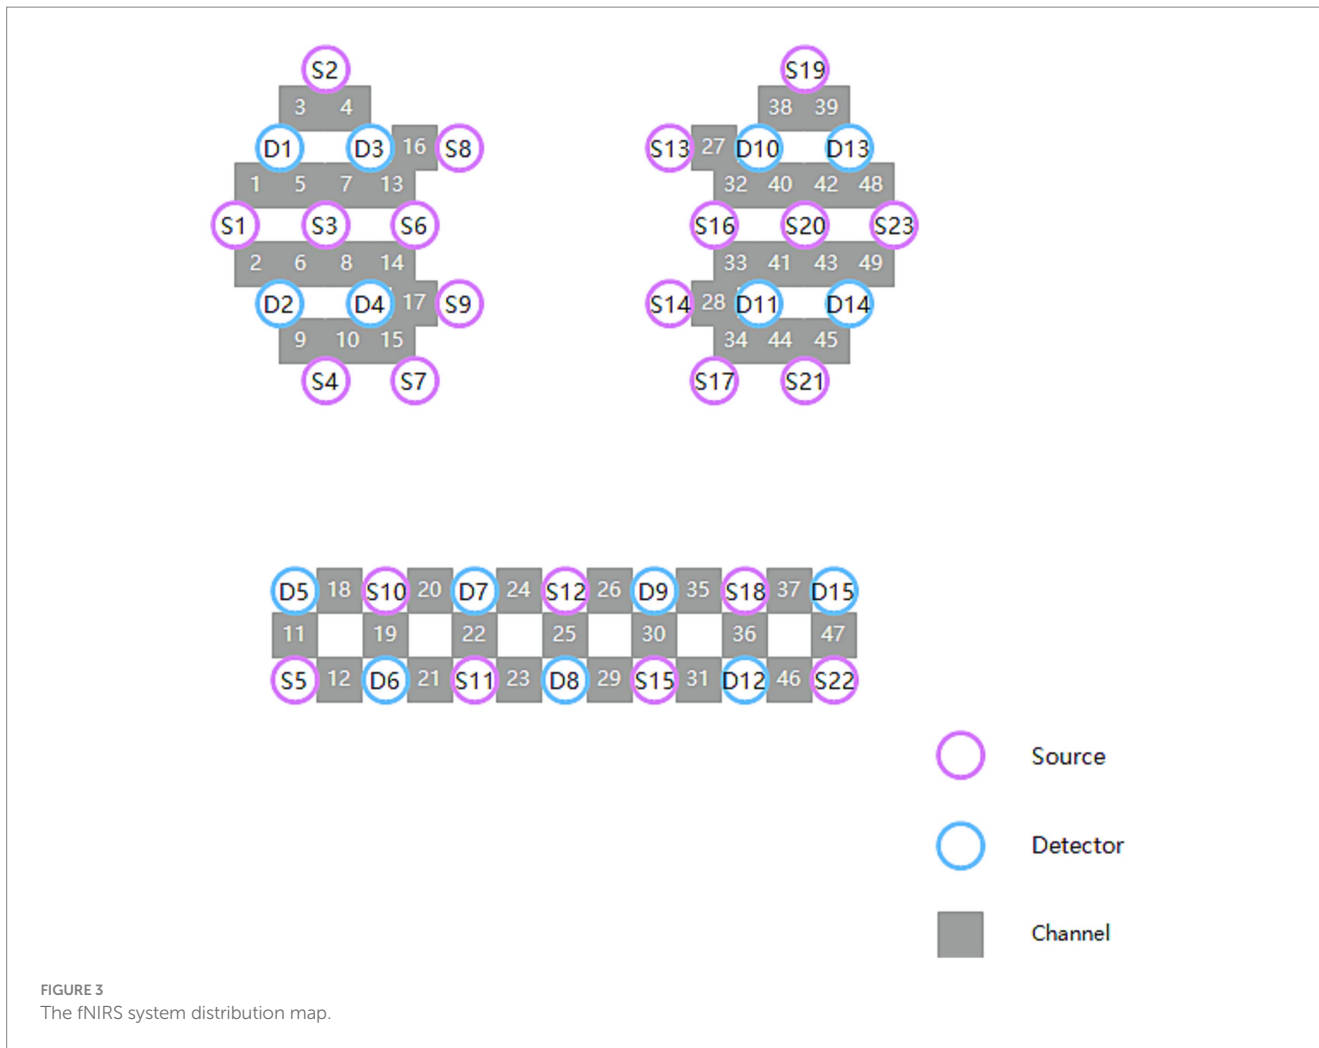 S2 S19
3 4 38 39
D1 D3 16 S8 S13 27 D10 D13
1 5 7 13 32 40 42 48
S1 S3 S6 S16 S20 S23
2 6 8 14 33 41 43 49
D2 D4 17 S9 S14 28 D11 D14
9 10 15 34 44 45
S4 S7 S17 S21
D5 18 S10 20 D7 24 S12 26 D9 35 S18 37 D15
11 19 22 25 30 36 47
S5 12 D6 21 S11 23 D8 29 S15 31 D12 46 S22
Source
Detector
Channel
FIGURE 3
The fNIRS system distribution map.